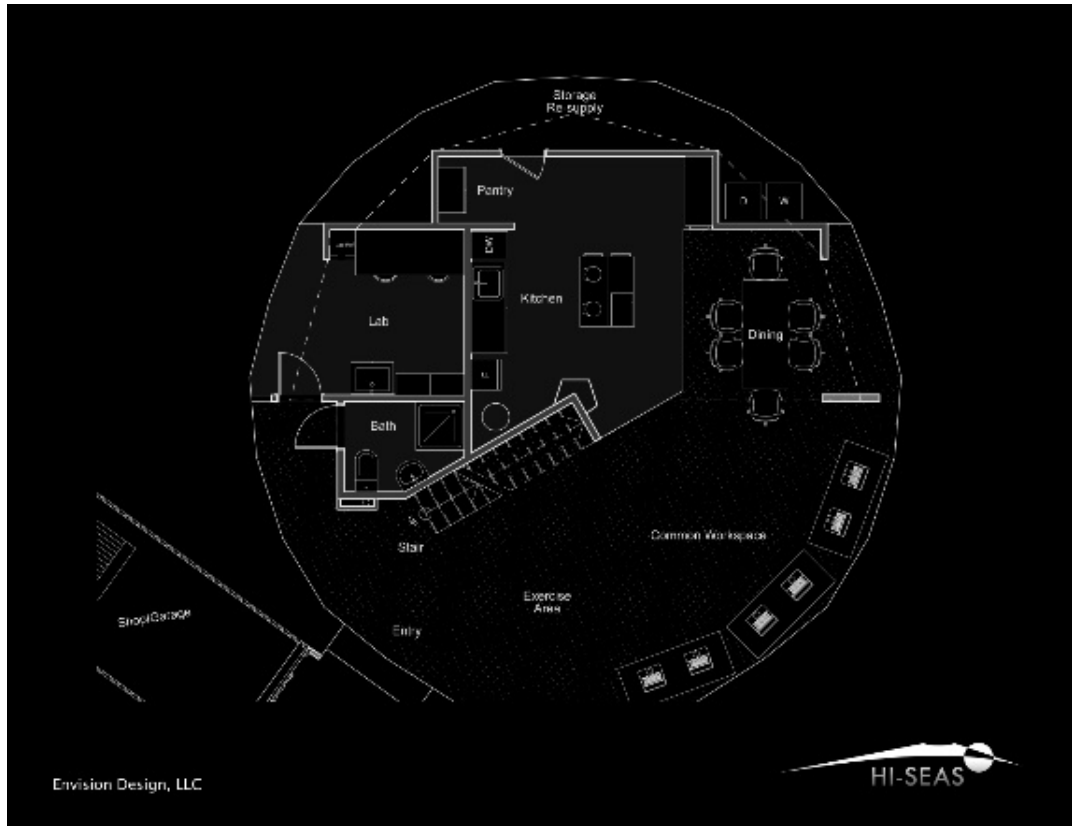 Storage
Re supply
Pantry
D W
DW
Kitchen
Lab
Dining
F
Bath
Stair
Common Workspace
Exercise
Area
Shop/Garage
Entry
Envision Design, LLC
HI-SEAS